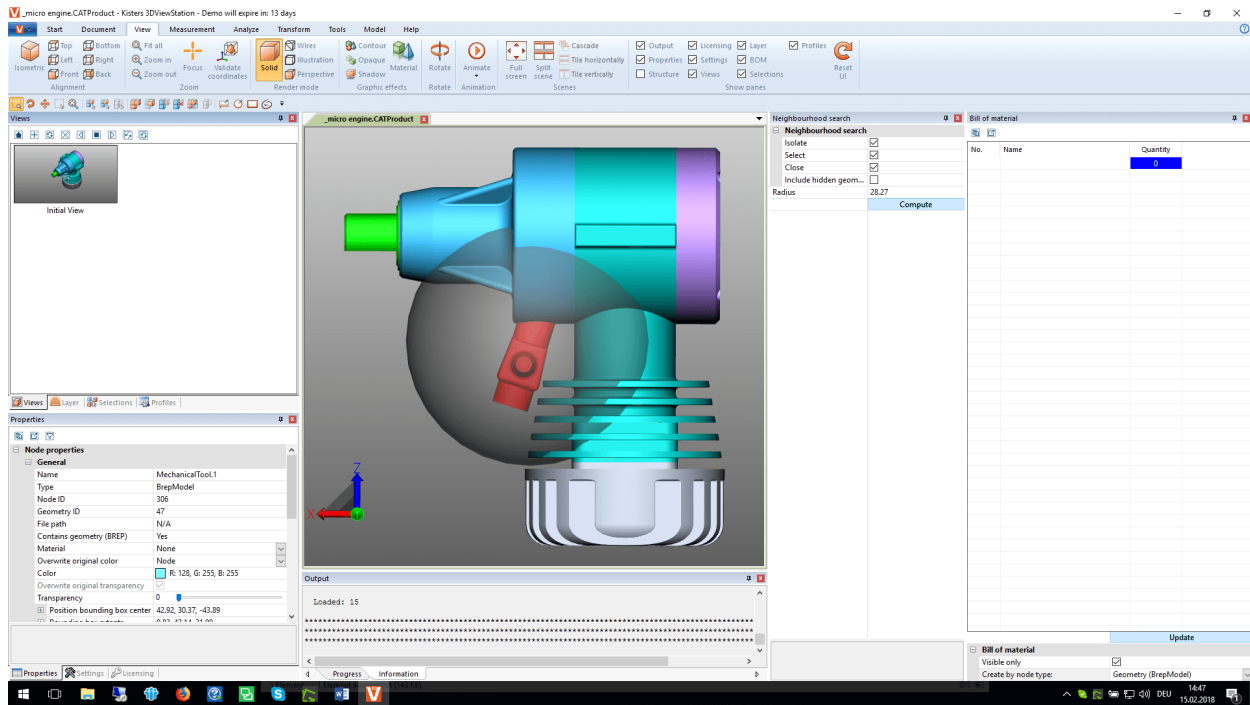 _micro engine.CATProduct - Kisters 3DViewStation - Demo will expire in: 13 days
Start Document View Measurement Analyze Transform Tools Model Help
Isometric Top Bottom Left Right Front Back
Fit all Zoom in Zoom out Focus Validate coordinates
Solid Wires Illustration Perspective
Contour Opaque Shadow Material
Rotate Animate
Full screen Split scene Cascade Tile horizontally Tile vertically
Output Licensing Layer Profiles
Properties Settings BOM
Structure Views Selections
Reset UI
Alignment Zoom Render mode Graphic effects Rotate Animation Scenes Show panes
Views
Initial View
Views Layer Selections Profiles
Properties
Node properties
General
Name MechanicalTool.1
Type BrepModel
Node ID 306
Geometry ID 47
File path N/A
Contains geometry (BREP) Yes
Material None
Overwrite original color Node
Color R: 128, G: 255, B: 255
Overwrite original transparency
Transparency 0
Position bounding box center 42.92, 30.37, -43.89
Properties Settings Licensing
_micro engine.CATProduct
Z
X
Output
Loaded: 15
***********************************************************
***********************************************************
***********************************************************
Progress Information
Neighbourhood search
Neighbourhood search
Isolate
Select
Close
Include hidden geom...
Radius 28.27
Compute
Bill of material
No. Name Quantity
0
Update
Bill of material
Visible only
Create by node type: Geometry (BrepModel)
DEU
14:47
15.02.2018